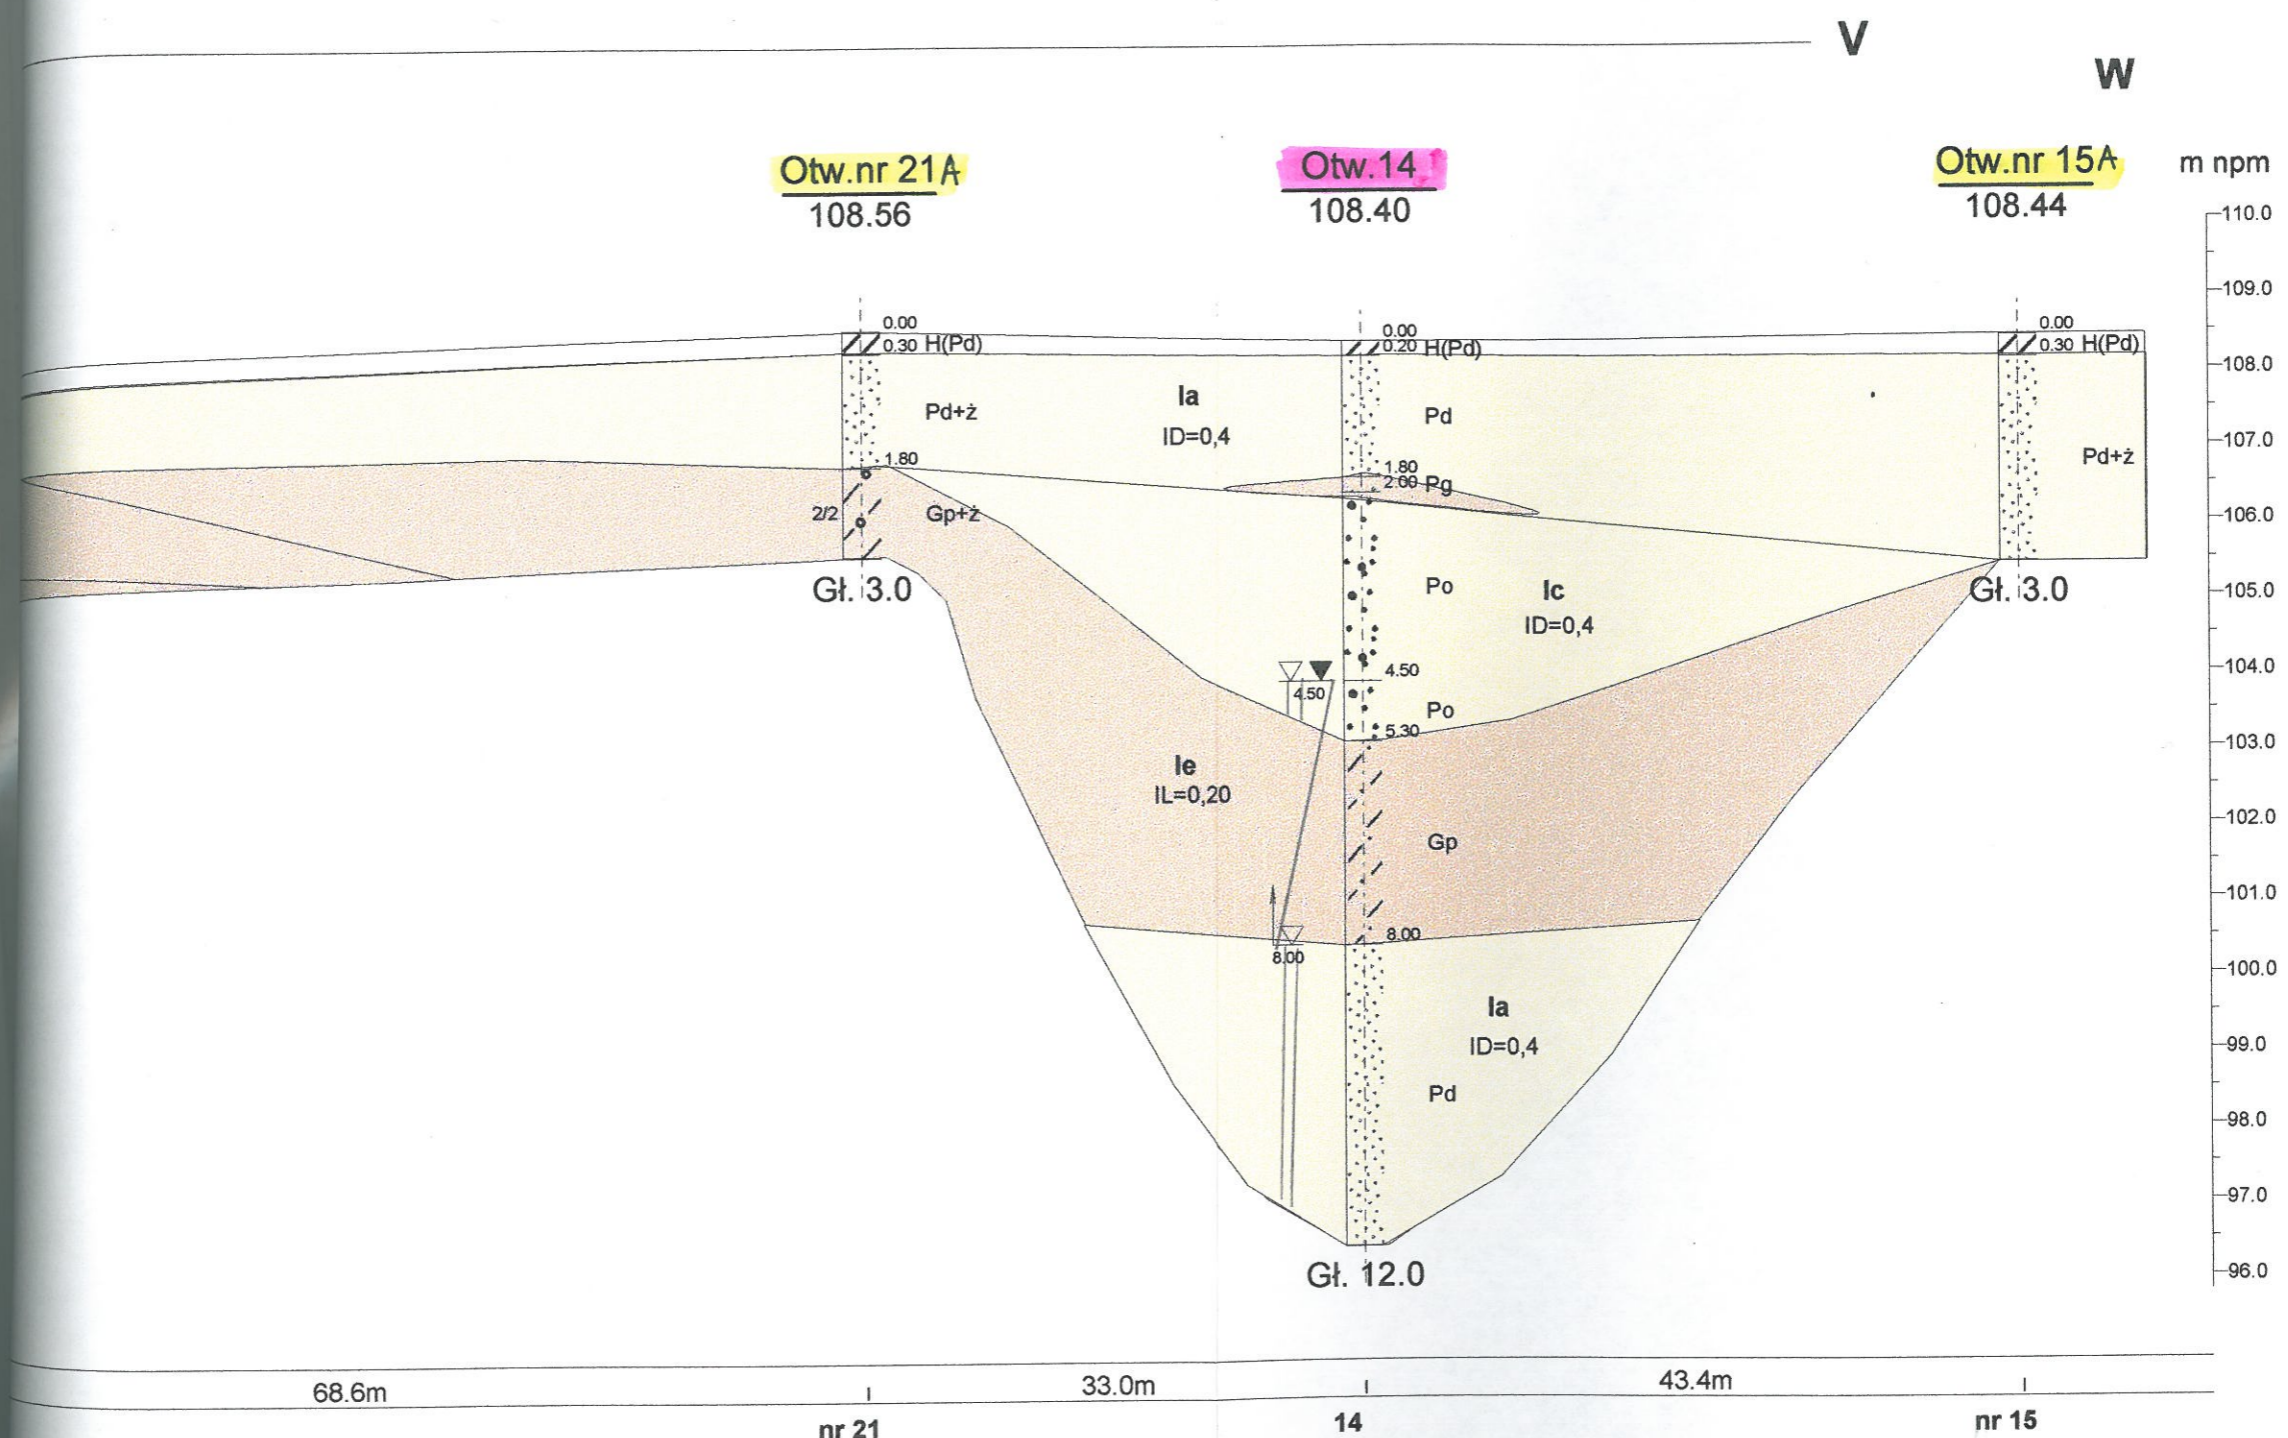 V
W
Otw.nr 21A
108.56
Otw.14
108.40
Otw.nr 15A
108.44
m npm
110.0
109.0
108.0
107.0
106.0
105.0
104.0
103.0
102.0
101.0
100.0
99.0
98.0
97.0
96.0
0.00
0.30 H(Pd)
Pd+ż
1.80
2/2
Gp+ż
Gł. 3.0
Ia
ID=0,4
0.00
0.20 H(Pd)
Pd
1.80
2.00 Pg
Po
4.50
4.50
Po
5.30
Ic
ID=0,4
Ie
IL=0,20
Gp
8.00
8.00
Ia
ID=0,4
Pd
Gł. 12.0
0.00
0.30 H(Pd)
Pd+ż
Gł. 3.0
68.6m
33.0m
43.4m
nr 21
14
nr 15